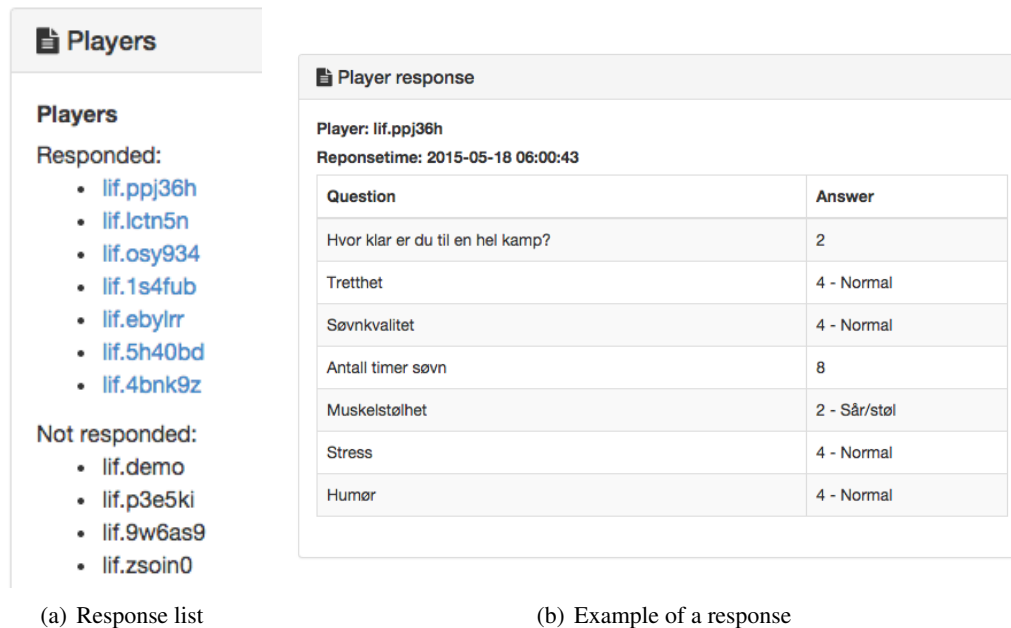 Players
Players
Responded:
• lif.ppj36h
• lif.lctn5n
• lif.osy934
• lif.1s4fub
• lif.ebylrr
• lif.5h40bd
• lif.4bnk9z
Not responded:
• lif.demo
• lif.p3e5ki
• lif.9w6as9
• lif.zsoin0
(a) Response list
Player response
Player: lif.ppj36h
Reponsetime: 2015-05-18 06:00:43
Question Answer
Hvor klar er du til en hel kamp? 2
Tretthet 4 - Normal
Søvnkvalitet 4 - Normal
Antall timer søvn 8
Muskelstølhet 2 - Sår/støl
Stress 4 - Normal
Humør 4 - Normal
(b) Example of a response